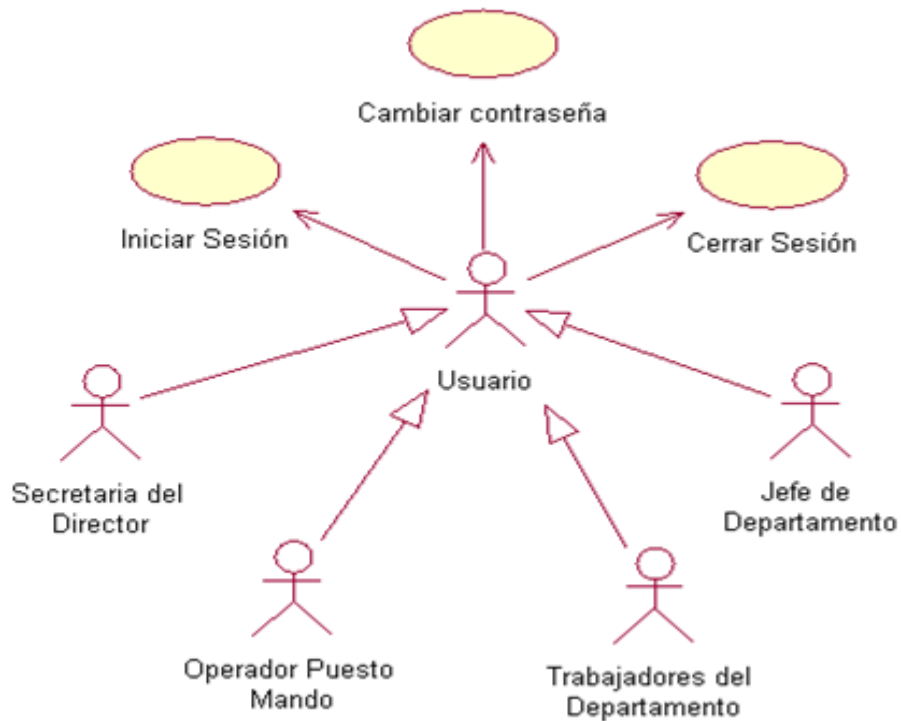 Cambiar contraseña
Iniciar Sesión
Cerrar Sesión
Usuario
Secretaria del
Director
Jefe de
Departamento
Operador Puesto
Mando
Trabajadores del
Departamento